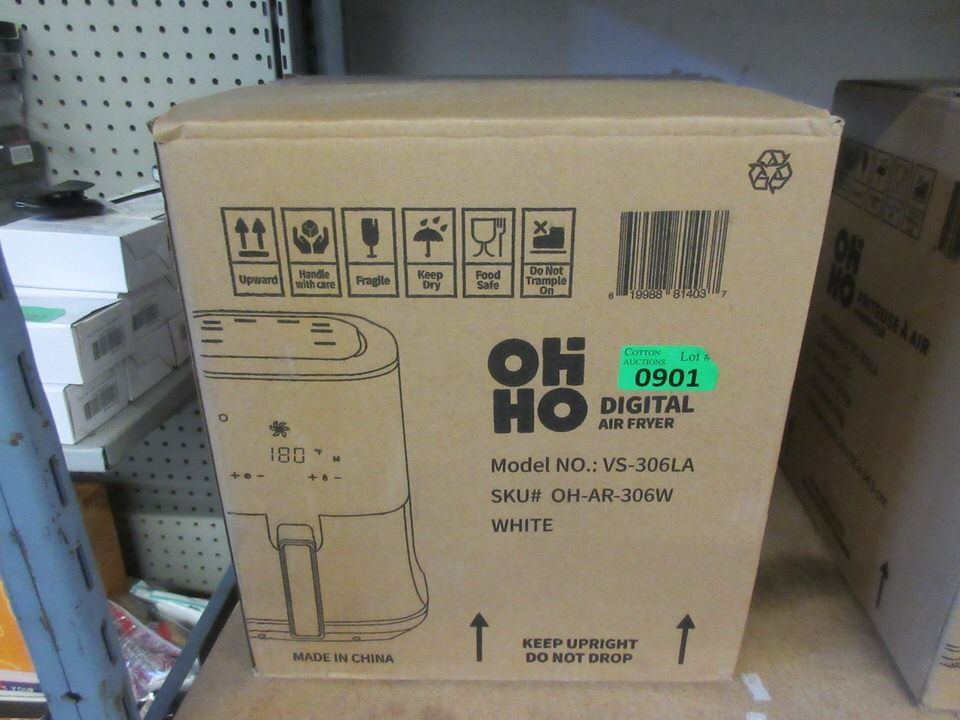 Upward
Handle
with care
Fragile
Keep
Dry
Food
Safe
Do Not
Trample
On
6 19988 81403 7
OH
HO
COTTON
AUCTIONS
Lot #
0901
DIGITAL
AIR FRYER
Model NO.: VS-306LA
SKU# OH-AR-306W
WHITE
180 °F M
MADE IN CHINA
KEEP UPRIGHT
DO NOT DROP
OH
HO
FRITEUSE À AIR